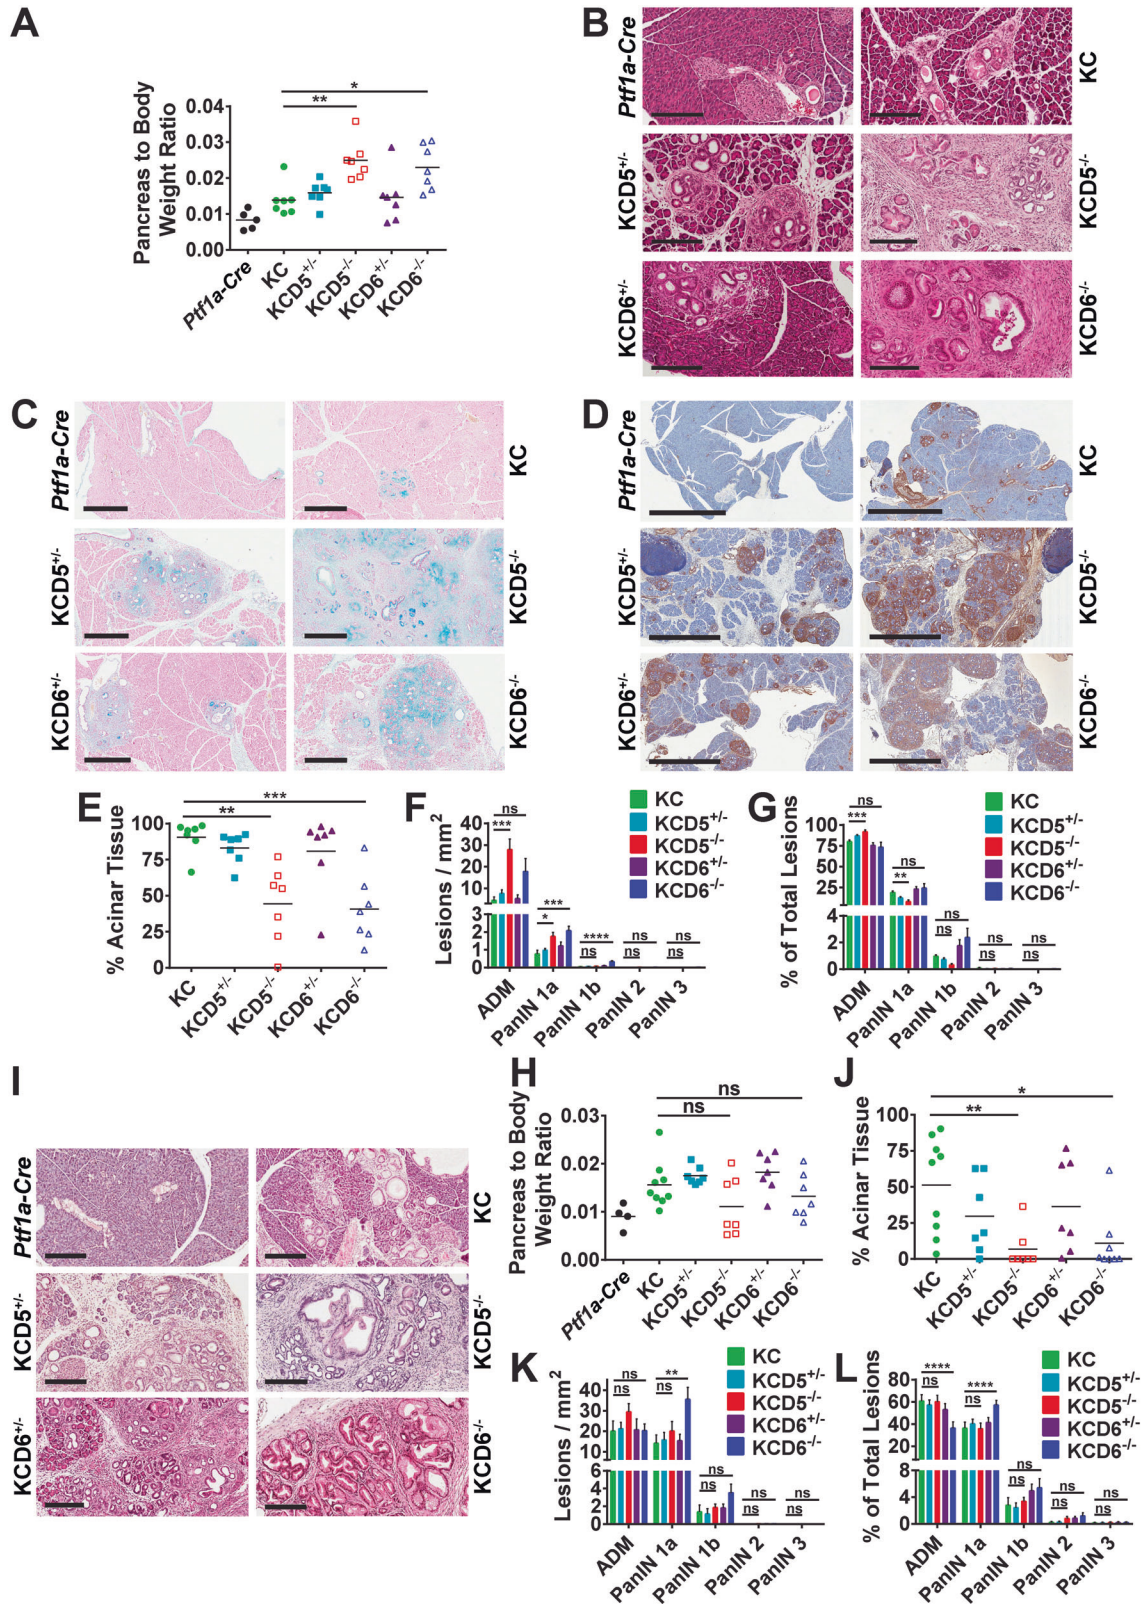 A
Pancreas to Body
Weight Ratio
0.04
0.03
0.02
0.01
0.00
*
**
Ptf1a-Cre
KC
KCD5+/-
KCD5-/-
KCD6+/-
KCD6-/-
B
Ptf1a-Cre
KC
KCD5+/-
KCD5-/-
KCD6+/-
KCD6-/-
C
Ptf1a-Cre
KC
KCD5+/-
KCD5-/-
KCD6+/-
KCD6-/-
D
Ptf1a-Cre
KC
KCD5+/-
KCD5-/-
KCD6+/-
KCD6-/-
E
% Acinar Tissue
100
75
50
25
0
***
**
KC
KCD5+/-
KCD5-/-
KCD6+/-
KCD6-/-
F
Lesions / mm2
40
30
20
10
3
2
1
0
ns
***
***
*
****
ns
ns
ns
ns
ns
KC
KCD5+/-
KCD5-/-
KCD6+/-
KCD6-/-
ADM
PanIN 1a
PanIN 1b
PanIN 2
PanIN 3
G
% of Total Lesions
100
75
50
25
4
2
0
ns
***
ns
**
ns
ns
ns
ns
ns
ns
KC
KCD5+/-
KCD5-/-
KCD6+/-
KCD6-/-
ADM
PanIN 1a
PanIN 1b
PanIN 2
PanIN 3
I
Ptf1a-Cre
KC
KCD5+/-
KCD5-/-
KCD6+/-
KCD6-/-
H
Pancreas to Body
Weight Ratio
0.03
0.02
0.01
0.00
ns
ns
Ptf1a-Cre
KC
KCD5+/-
KCD5-/-
KCD6+/-
KCD6-/-
J
% Acinar Tissue
100
75
50
25
0
*
**
KC
KCD5+/-
KCD5-/-
KCD6+/-
KCD6-/-
K
Lesions / mm2
40
30
20
10
6
4
2
0
ns
ns
**
ns
ns
ns
ns
ns
ns
ns
KC
KCD5+/-
KCD5-/-
KCD6+/-
KCD6-/-
ADM
PanIN 1a
PanIN 1b
PanIN 2
PanIN 3
L
% of Total Lesions
80
60
40
20
8
4
0
****
ns
****
ns
ns
ns
ns
ns
ns
ns
KC
KCD5+/-
KCD5-/-
KCD6+/-
KCD6-/-
ADM
PanIN 1a
PanIN 1b
PanIN 2
PanIN 3